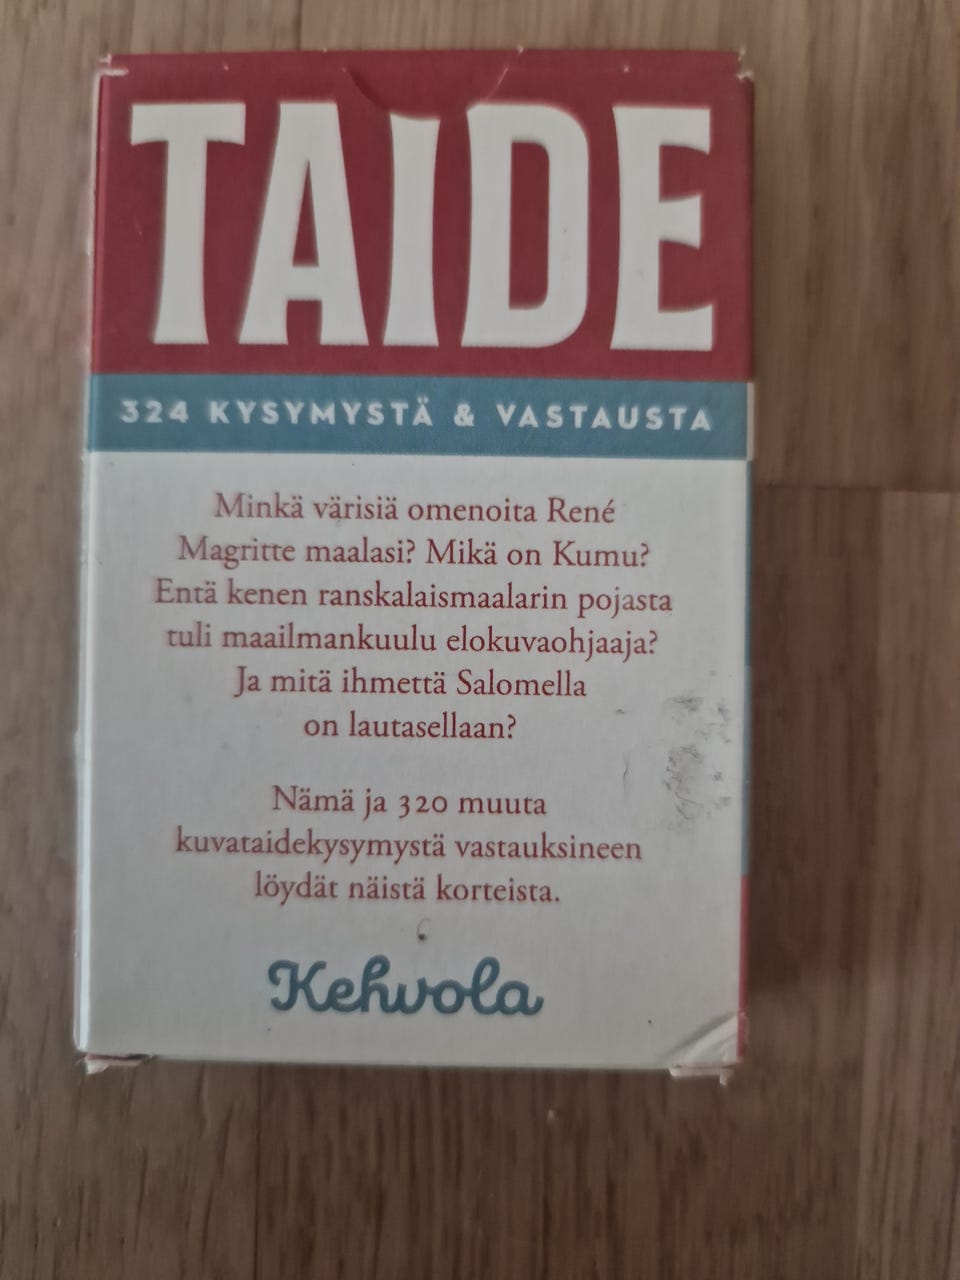 TAIDE
324 KYSYMYSTÄ & VASTAUSTA
Minkä värisiä omenoita René
Magritte maalasi? Mikä on Kumu?
Entä kenen ranskalaismaalarin pojasta
tuli maailmankuulu elokuvaohjaaja?
Ja mitä ihmettä Salomella
on lautasellaan?
Nämä ja 320 muuta
kuvataidekysymystä vastauksineen
löydät näistä korteista.
Kehvola